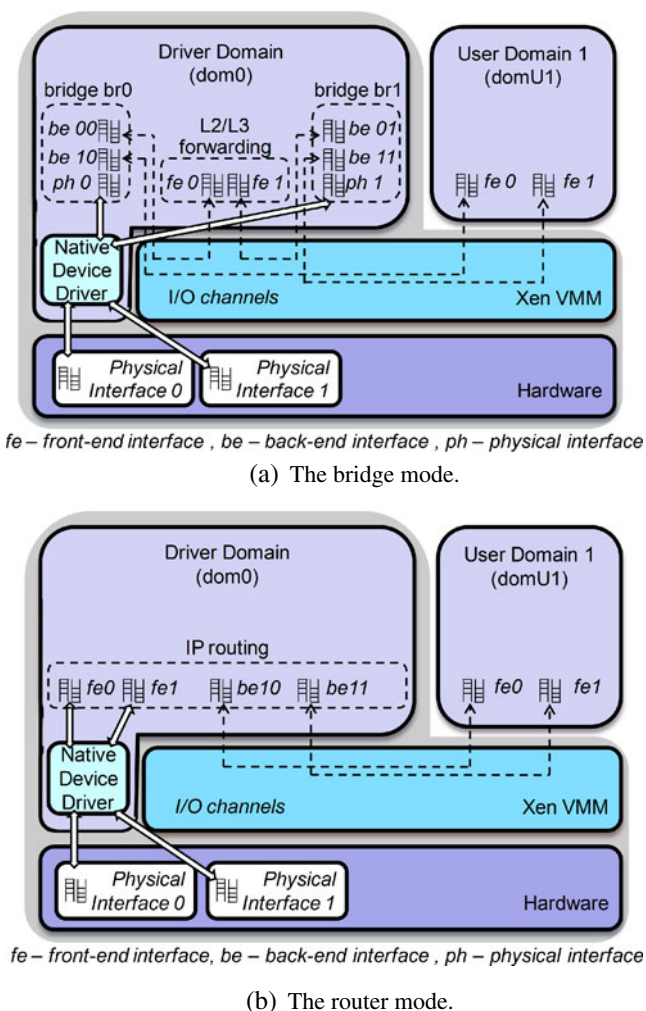 Driver Domain
(dom0)
User Domain 1
(domU1)
bridge br0
bridge br1
be 00
L2/L3
forwarding
be 01
be 10
be 11
ph 0
fe 0
fe 1
ph 1
fe 0
fe 1
Native
Device
Driver
I/O channels
Xen VMM
Physical
Interface 0
Physical
Interface 1
Hardware
fe – front-end interface , be – back-end interface , ph – physical interface
(a) The bridge mode.
Driver Domain
(dom0)
User Domain 1
(domU1)
IP routing
fe0
fe1
be10
be11
fe0
fe1
Native
Device
Driver
I/O channels
Xen VMM
Physical
Interface 0
Physical
Interface 1
Hardware
fe – front-end interface, be – back-end interface , ph – physical interface
(b) The router mode.